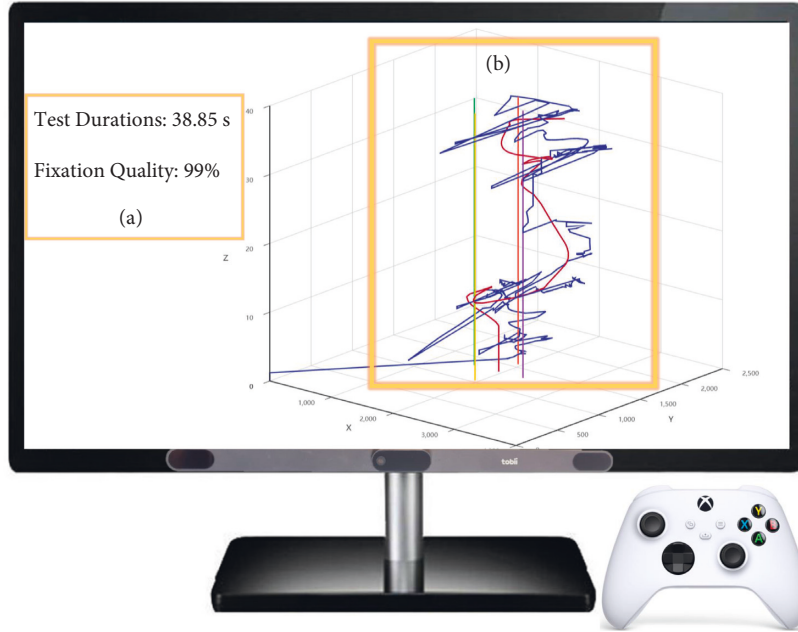 (b)
Test Durations: 38.85 s
Fixation Quality: 99%
(a)
40
30
20
10
0
Z
1,000
2,000
3,000
X
0
500
1,000
1,500
2,000
2,500
Y
tobii
Y
X
A